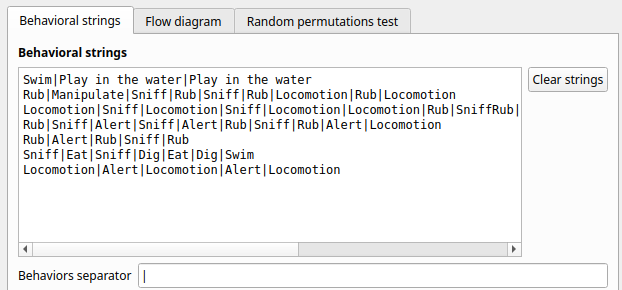 Behavioral strings Flow diagram Random permutations test
Behavioral strings
Swim|Play in the water|Play in the water
Rub|Manipulate|Sniff|Rub|Sniff|Rub|Locomotion|Rub|Locomotion
Locomotion|Sniff|Locomotion|Sniff|Locomotion|Locomotion|Rub|SniffRub|
Rub|Sniff|Alert|Sniff|Alert|Rub|Sniff|Rub|Alert|Locomotion
Rub|Alert|Rub|Sniff|Rub
Sniff|Eat|Sniff|Dig|Eat|Dig|Swim
Locomotion|Alert|Locomotion|Alert|Locomotion
Clear strings
Behaviors separator |